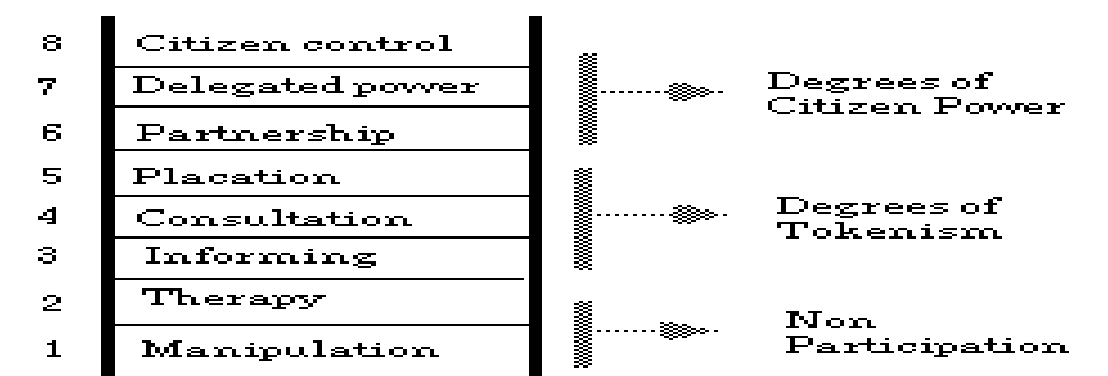 8 Citizen control
7 Delegated power
Degrees of
Citizen Power
6 Partnership
5 Placation
4 Consultation
Degrees of
Tokenism
3 Informing
2 Therapy
1 Manipulation
Non
Participation